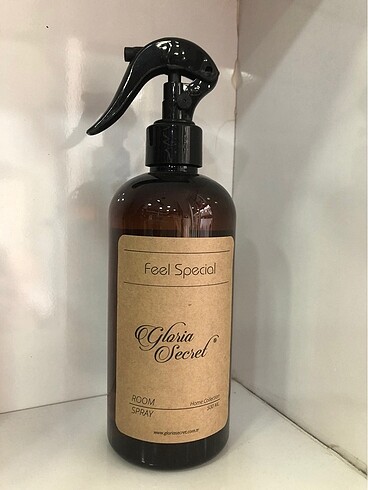 Feel Special
Gloria
Secret ®
ROOM
SPRAY
Home Collection
500 ML
www.gloriasecret.com.tr